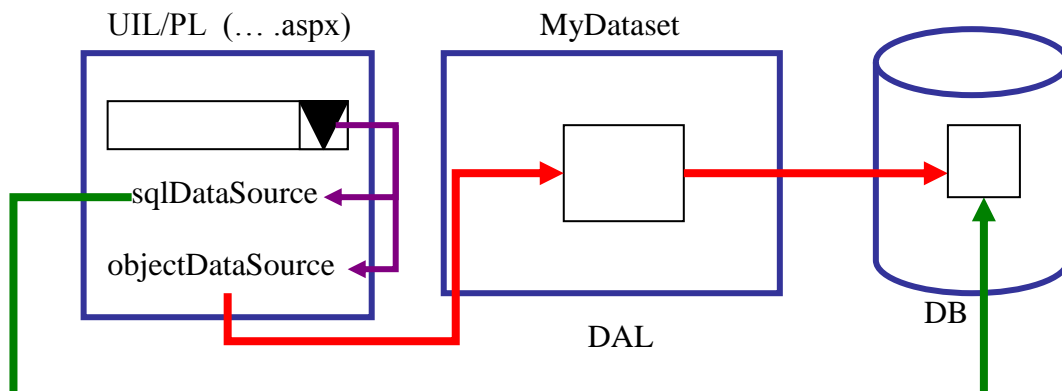 UIL/PL (... .aspx)
MyDataset
sqlDataSource
objectDataSource
DAL
DB